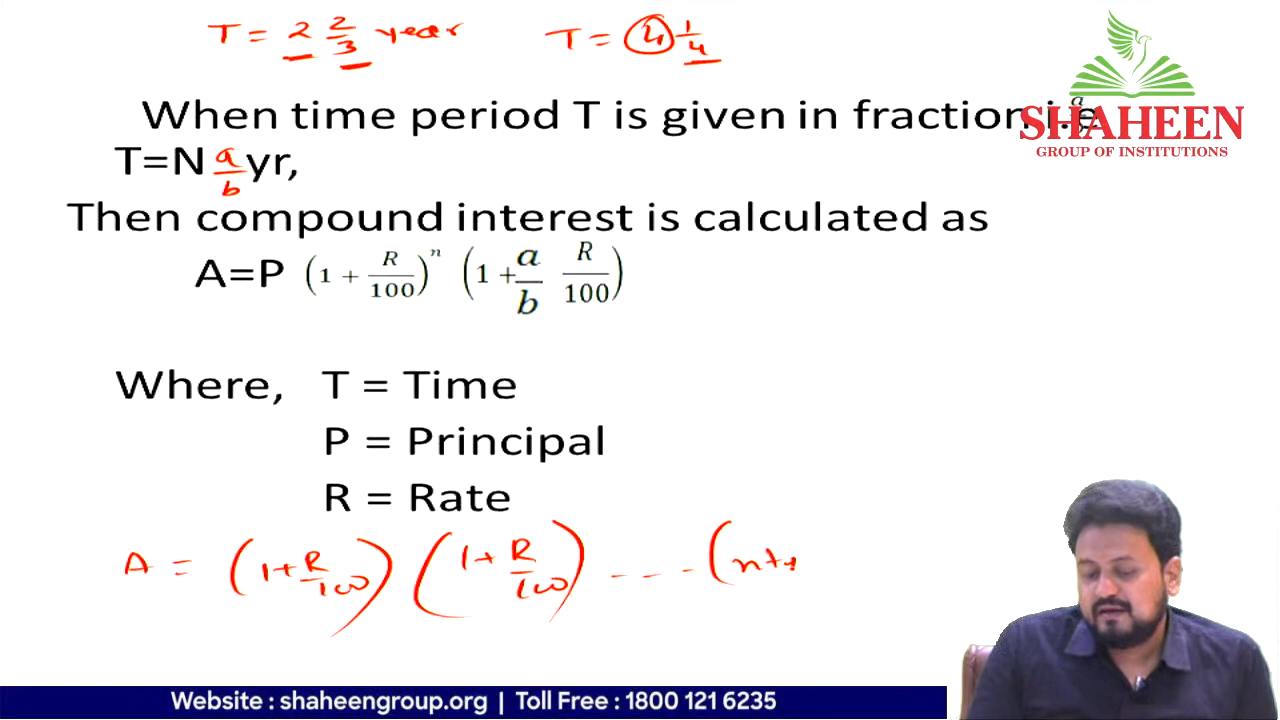 T = 2 2/3 year T = 4 1/4
When time period T is given in fraction i.e
T=N a/b yr,
Then compound interest is calculated as
A=P (1 + R/100)^n (1 + a/b R/100)
Where, T = Time
P = Principal
R = Rate
A = (1+R/100) (1+R/100) ---- (n+
SHAHEEN
GROUP OF INSTITUTIONS
Website : shaheengroup.org | Toll Free : 1800 121 6235